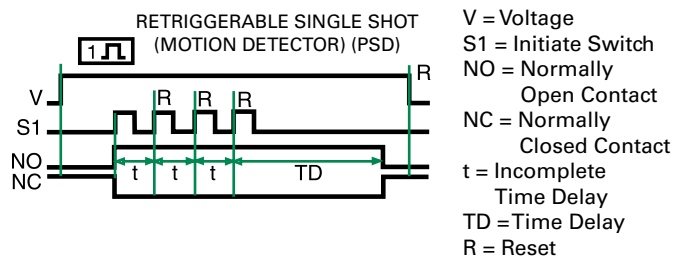 RETRIGGERABLE SINGLE SHOT
(MOTION DETECTOR) (PSD)
1
R
V
R R R
S1
NO
NC
t t t TD
V = Voltage
S1 = Initiate Switch
NO = Normally
Open Contact
NC = Normally
Closed Contact
t = Incomplete
Time Delay
TD =Time Delay
R = Reset